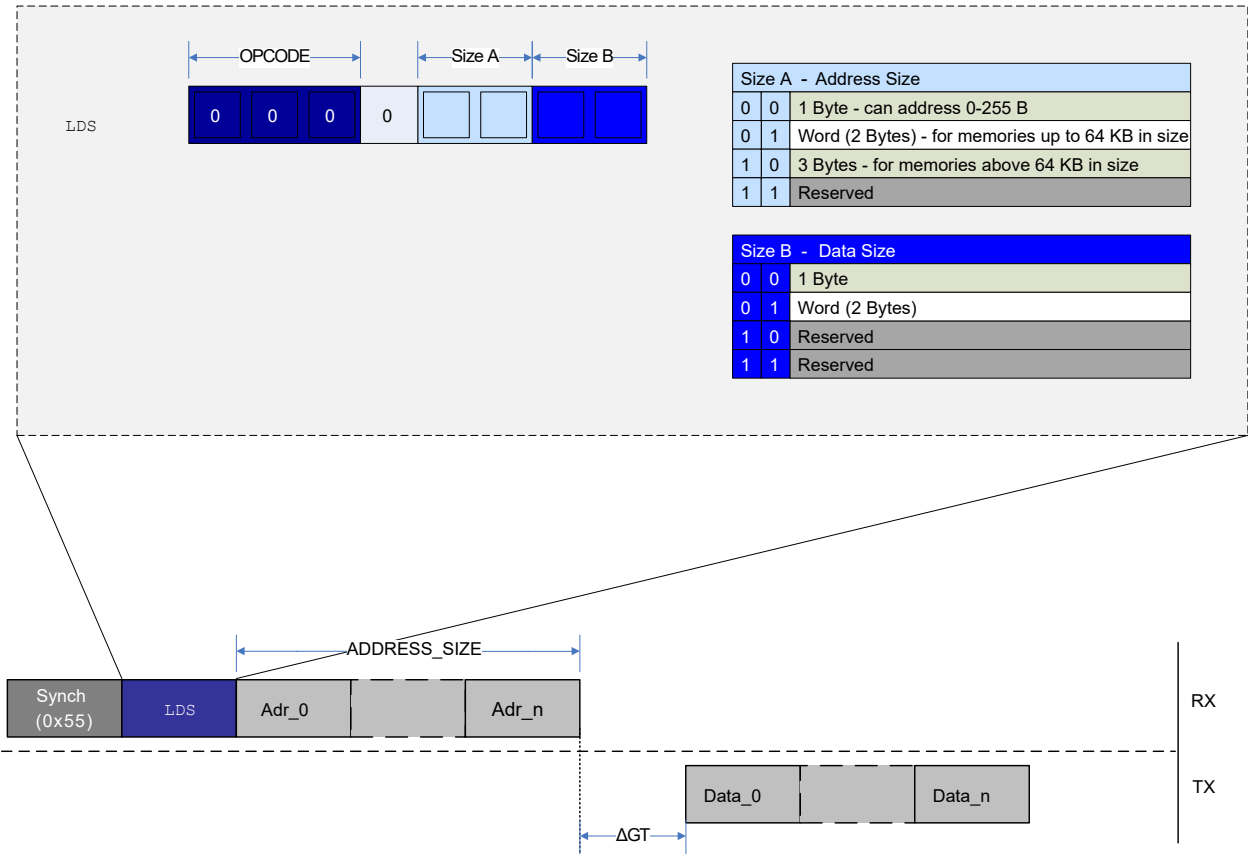 OPCODE Size A Size B
LDS 0 0 0 0
Size A - Address Size
0 0 1 Byte - can address 0-255 B
0 1 Word (2 Bytes) - for memories up to 64 KB in size
1 0 3 Bytes - for memories above 64 KB in size
1 1 Reserved
Size B - Data Size
0 0 1 Byte
0 1 Word (2 Bytes)
1 0 Reserved
1 1 Reserved
ADDRESS_SIZE
Synch
(0x55)
LDS
Adr_0
Adr_n
RX
Data_0
Data_n
TX
ΔGT